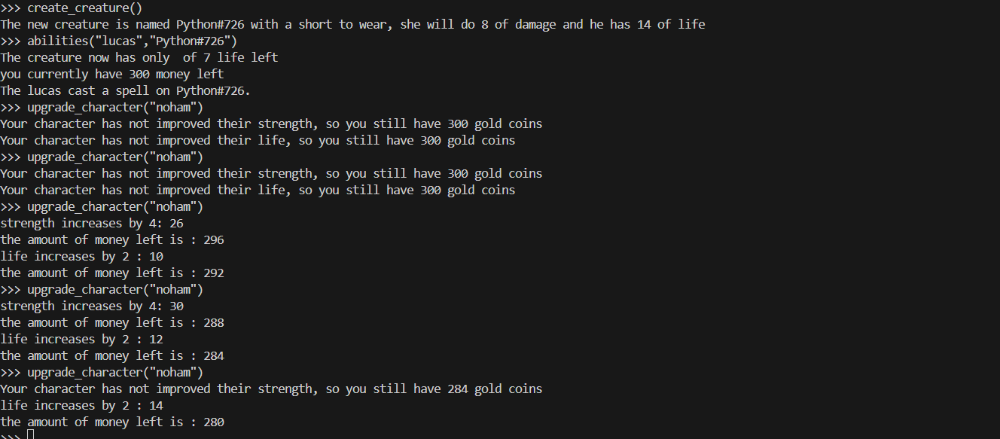 >>> create_creature()
The new creature is named Python#726 with a short to wear, she will do 8 of damage and he has 14 of life
>>> abilities("lucas","Python#726")
The creature now has only  of 7 life left
you currently have 300 money left
The lucas cast a spell on Python#726.
>>> upgrade_character("noham")
Your character has not improved their strength, so you still have 300 gold coins
Your character has not improved their life, so you still have 300 gold coins
>>> upgrade_character("noham")
Your character has not improved their strength, so you still have 300 gold coins
Your character has not improved their life, so you still have 300 gold coins
>>> upgrade_character("noham")
strength increases by 4: 26
the amount of money left is : 296
life increases by 2 : 10
the amount of money left is : 292
>>> upgrade_character("noham")
strength increases by 4: 30
the amount of money left is : 288
life increases by 2 : 12
the amount of money left is : 284
>>> upgrade_character("noham")
Your character has not improved their strength, so you still have 284 gold coins
life increases by 2 : 14
the amount of money left is : 280
>>>